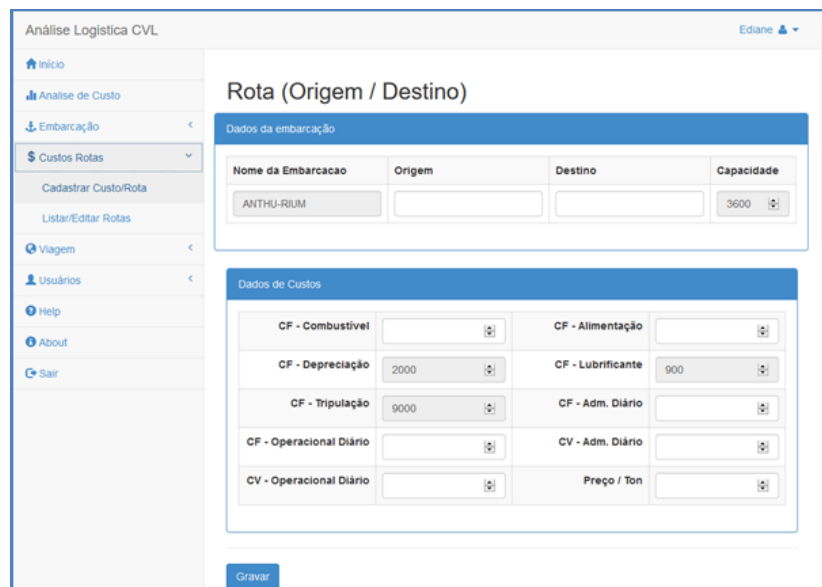 Análise Logística CVL
Ediane
Início
Analise de Custo
Embarcação
Custos Rotas
Cadastrar Custo/Rota
Listar/Editar Rotas
Viagem
Usuários
Help
About
Sair
Rota (Origem / Destino)
Dados da embarcação
Nome da Embarcacao Origem Destino Capacidade
ANTHU-RIUM 3600
Dados de Custos
CF - Combustível CF - Alimentação
CF - Depreciação 2000 CF - Lubrificante 900
CF - Tripulação 9000 CF - Adm. Diário
CF - Operacional Diário CV - Adm. Diário
CV - Operacional Diário Preço / Ton
Gravar